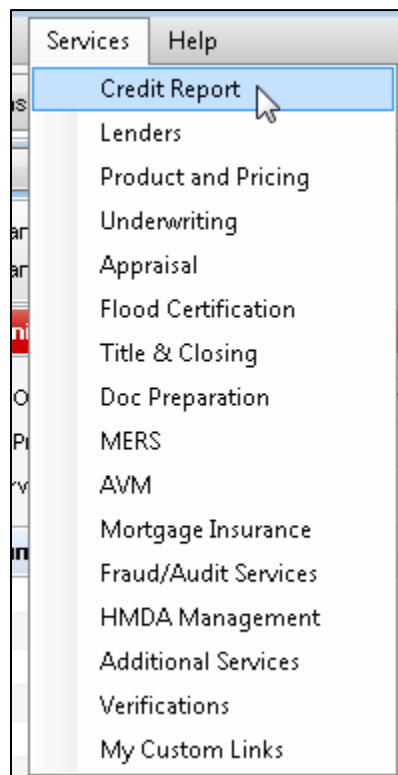 Services Help
Credit Report
Lenders
Product and Pricing
Underwriting
Appraisal
Flood Certification
Title & Closing
Doc Preparation
MERS
AVM
Mortgage Insurance
Fraud/Audit Services
HMDA Management
Additional Services
Verifications
My Custom Links